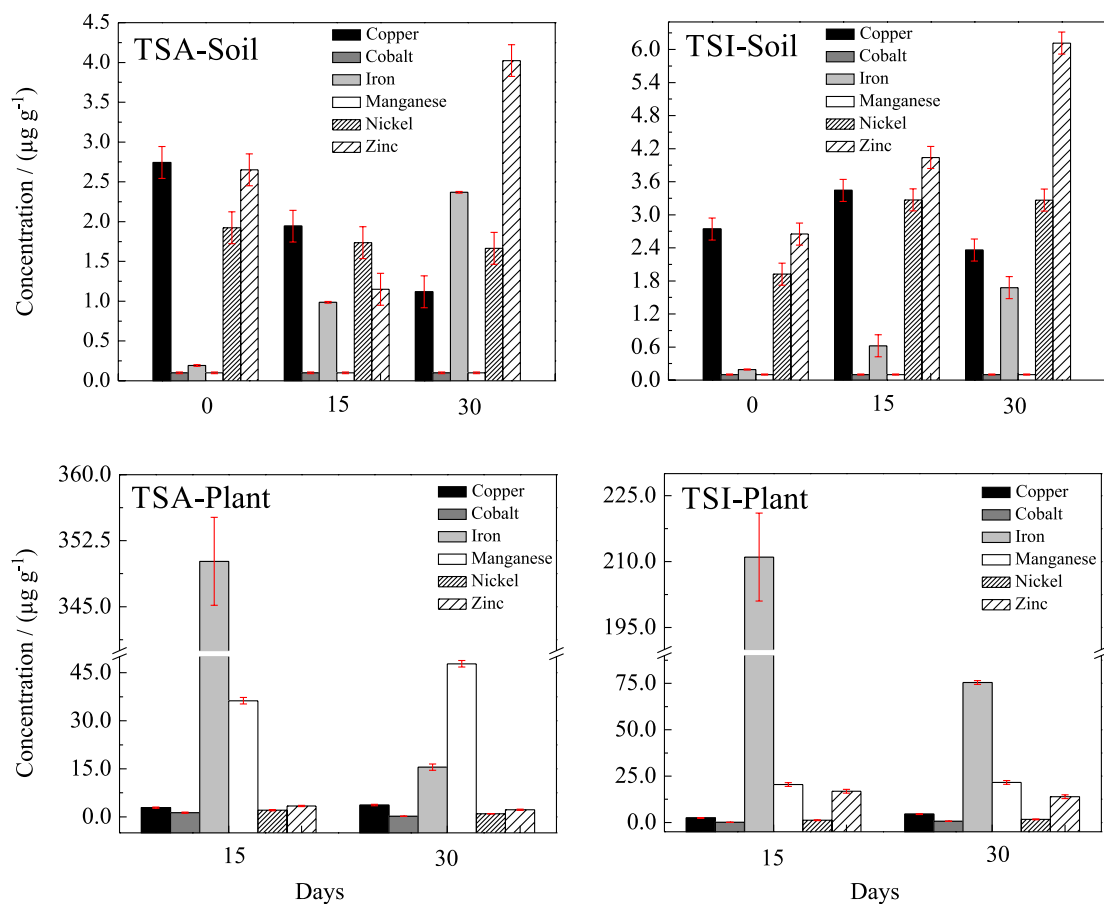 TSA-Soil
Copper
Cobalt
Iron
Manganese
Nickel
Zinc
Concentration / (µg g⁻¹)
4.5
4.0
3.5
3.0
2.5
2.0
1.5
1.0
0.5
0.0
0 15 30
TSI-Soil
Copper
Cobalt
Iron
Manganese
Nickel
Zinc
6.0
5.4
4.8
4.2
3.6
3.0
2.4
1.8
1.2
0.6
0.0
0 15 30
TSA-Plant
Copper
Cobalt
Iron
Manganese
Nickel
Zinc
Concentration / (µg g⁻¹)
360.0
352.5
345.0
45.0
30.0
15.0
0.0
15 30
Days
TSI-Plant
Copper
Cobalt
Iron
Manganese
Nickel
Zinc
225.0
210.0
195.0
75.0
50.0
25.0
0.0
15 30
Days